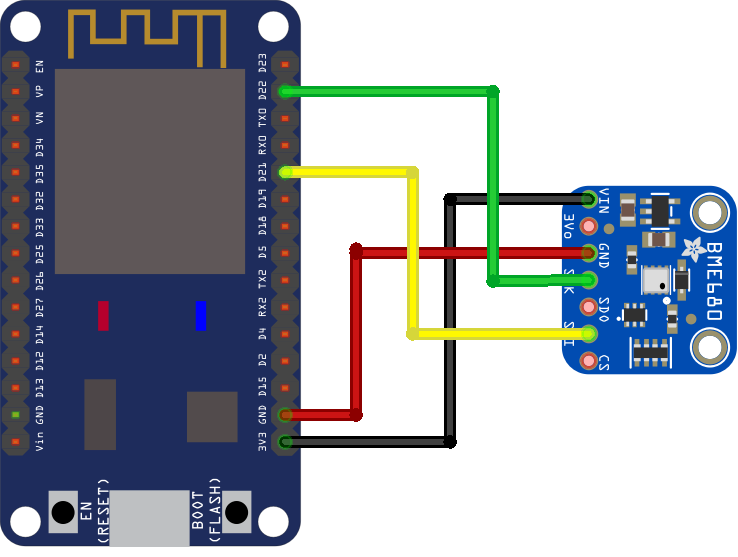 EN
VP
VN
D34
D35
D32
D33
D25
D26
D27
D14
D12
D13
GND
Vin
D23
D22
TX0
RX0
D21
D19
D18
D5
TX2
RX2
D4
D2
D15
GND
3V3
EN
(RESET)
BOOT
(FLASH)
VIN
3Vo
GND
SCK
SDO
SDI
CS
BME680